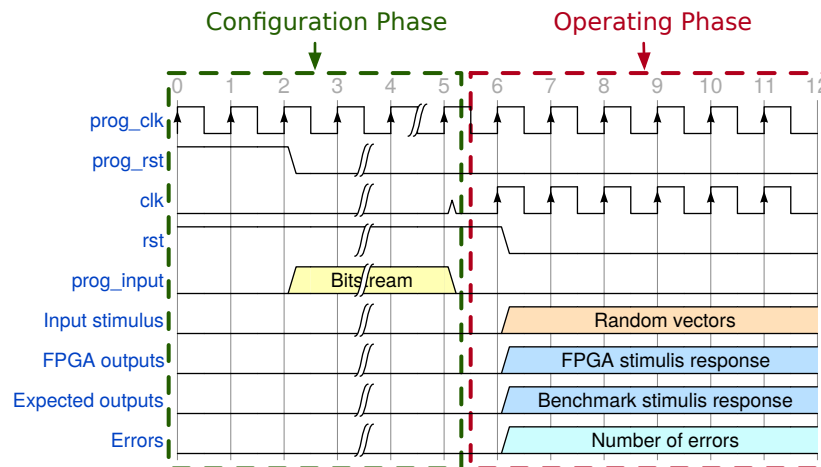 Configuration Phase Operating Phase
0 1 2 3 4 5 6 7 8 9 10 11 12
prog_clk
prog_rst
clk
rst
prog_input Bitstream
Input stimulus Random vectors
FPGA outputs FPGA stimulis response
Expected outputs Benchmark stimulis response
Errors Number of errors